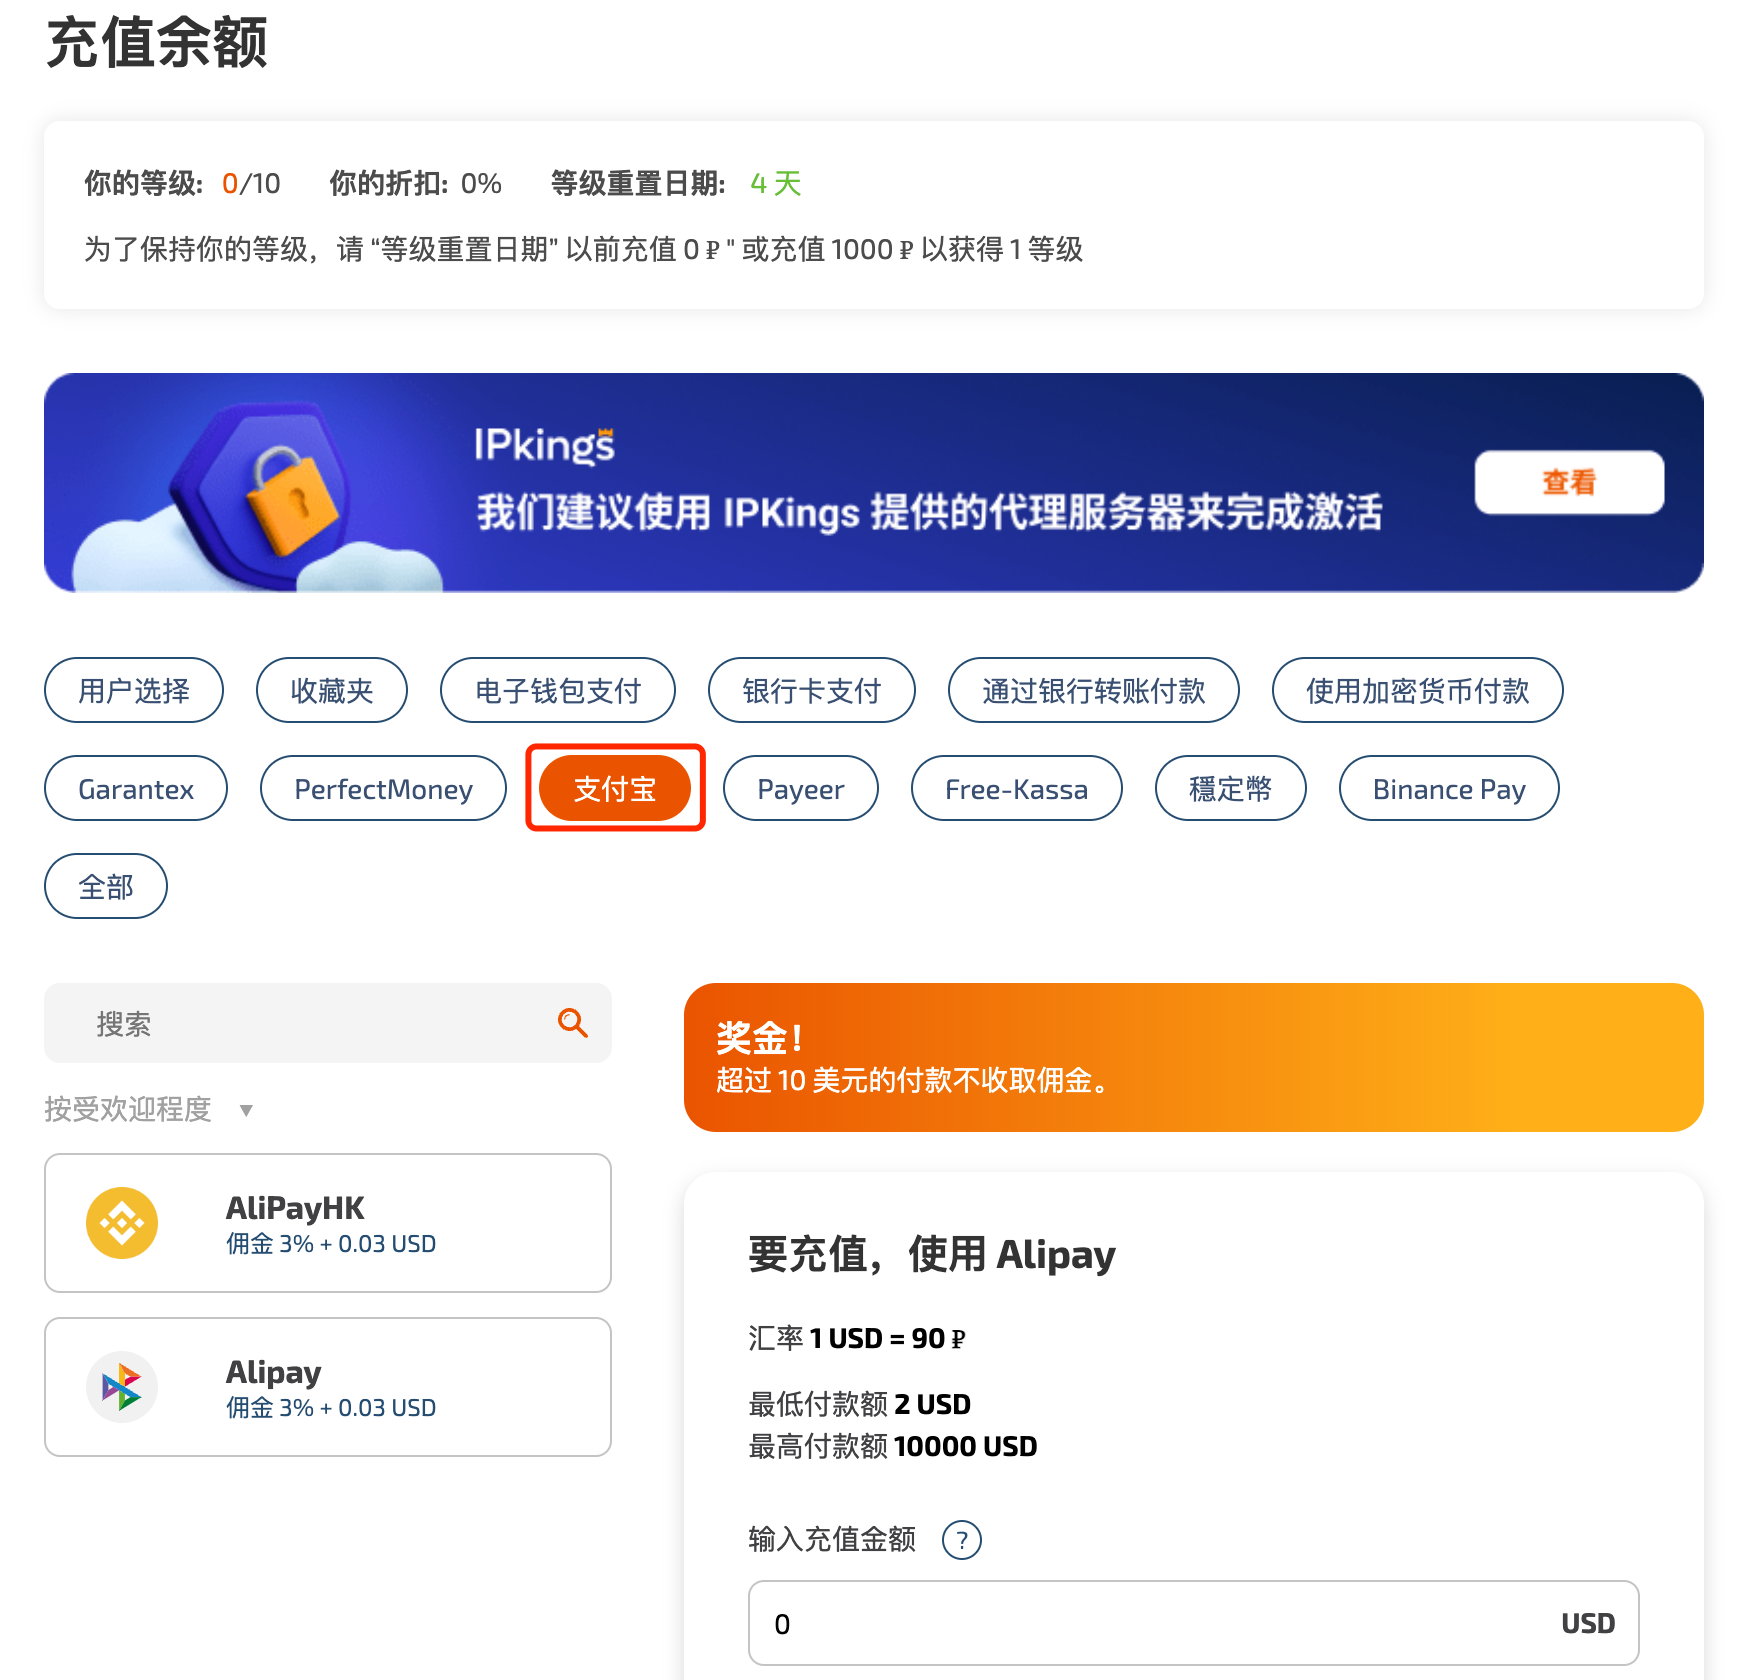 充值余额
你的等级: 0/10 你的折扣: 0% 等级重置日期: 4 天
为了保持你的等级，请 “等级重置日期” 以前充值 0 ₽ " 或充值 1000 ₽ 以获得 1 等级
IPkings
我们建议使用 IPKings 提供的代理服务器来完成激活
查看
用户选择 收藏夹 电子钱包支付 银行卡支付 通过银行转账付款 使用加密货币付款
Garantex PerfectMoney 支付宝 Payeer Free-Kassa 穩定幣 Binance Pay
全部
搜索
按受欢迎程度 ▼
AliPayHK
佣金 3% + 0.03 USD
Alipay
佣金 3% + 0.03 USD
奖金！
超过 10 美元的付款不收取佣金。
要充值，使用 Alipay
汇率 1 USD = 90 ₽
最低付款额 2 USD
最高付款额 10000 USD
输入充值金额 ?
0 USD